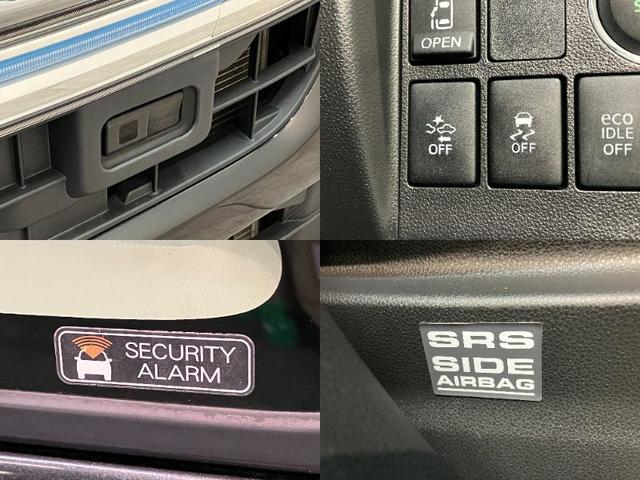 OPEN
OFF
OFF
eco
IDLE
OFF
SECURITY
ALARM
SRS
SIDE
AIRBAG